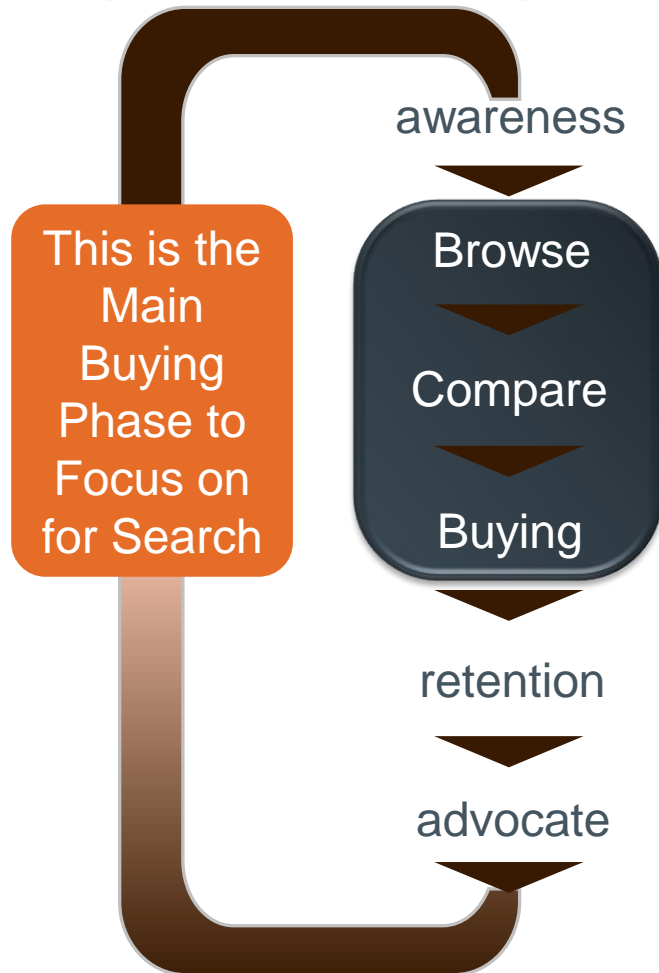 awareness
This is the
Main
Buying
Phase to
Focus on
for Search
Browse
Compare
Buying
retention
advocate